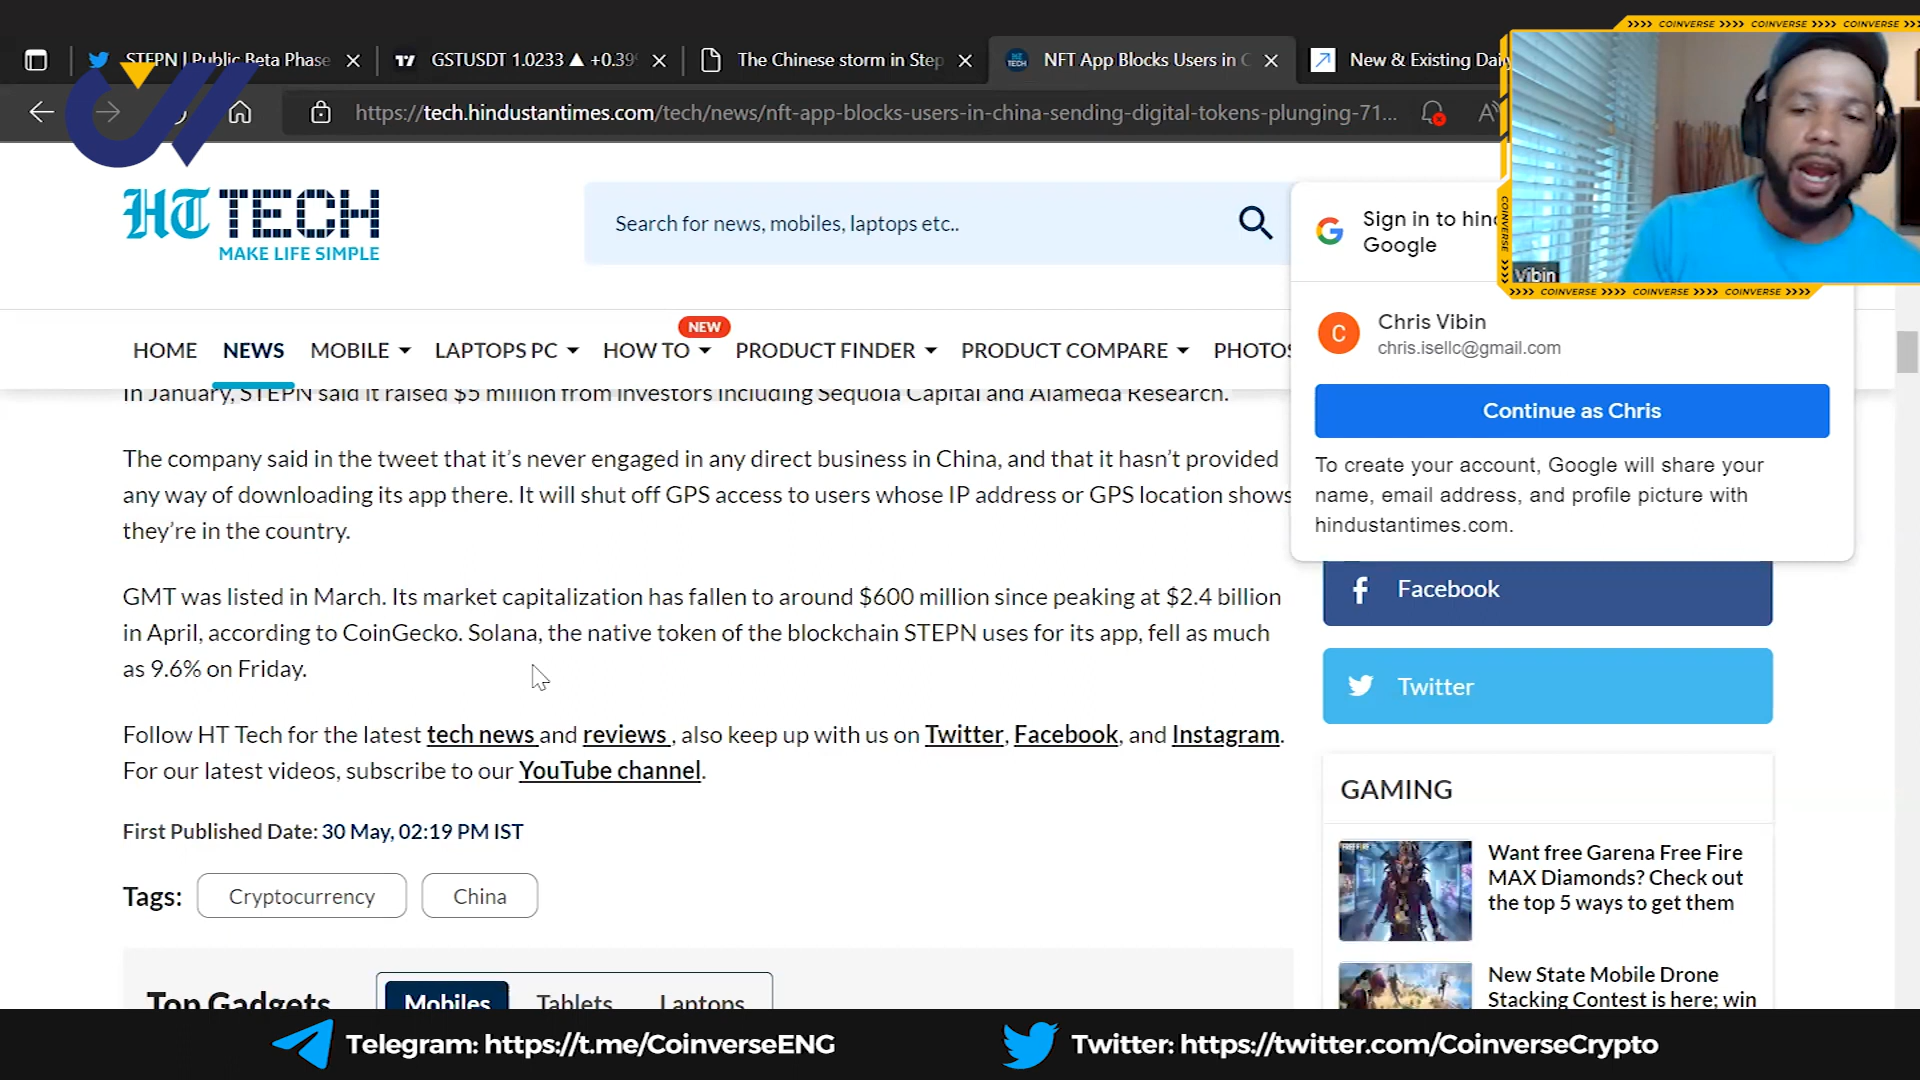 STEPN | Public Beta Phase
GSTUSDT 1.0233 ▲ +0.39
The Chinese storm in Step
NFT App Blocks Users in C
New & Existing Dai
>>>> COINVERSE >>>> COINVERSE >>>> COINVERSE >>>>
https://tech.hindustantimes.com/tech/news/nft-app-blocks-users-in-china-sending-digital-tokens-plunging-71...
HT TECH
MAKE LIFE SIMPLE
Search for news, mobiles, laptops etc..
Sign in to hind
Google
COINVERSE
Vibin
>>>> COINVERSE >>>> COINVERSE >>>> COINVERSE >>>>
Chris Vibin
chris.isellc@gmail.com
Continue as Chris
To create your account, Google will share your
name, email address, and profile picture with
hindustantimes.com.
NEW
HOME NEWS MOBILE LAPTOPS PC HOW TO PRODUCT FINDER PRODUCT COMPARE PHOTOS
In January, STEPN said it raised $5 million from investors including Sequoia Capital and Alameda Research.
The company said in the tweet that it's never engaged in any direct business in China, and that it hasn't provided
any way of downloading its app there. It will shut off GPS access to users whose IP address or GPS location shows
they're in the country.
GMT was listed in March. Its market capitalization has fallen to around $600 million since peaking at $2.4 billion
in April, according to CoinGecko. Solana, the native token of the blockchain STEPN uses for its app, fell as much
as 9.6% on Friday.
Follow HT Tech for the latest tech news and reviews , also keep up with us on Twitter, Facebook, and Instagram.
For our latest videos, subscribe to our YouTube channel.
First Published Date: 30 May, 02:19 PM IST
Tags: Cryptocurrency China
Top Gadgets Mobiles Tablets Laptops
Facebook
Twitter
GAMING
FREE FIRE
Want free Garena Free Fire
MAX Diamonds? Check out
the top 5 ways to get them
New State Mobile Drone
Stacking Contest is here; win
Telegram: https://t.me/CoinverseENG
Twitter: https://twitter.com/CoinverseCrypto